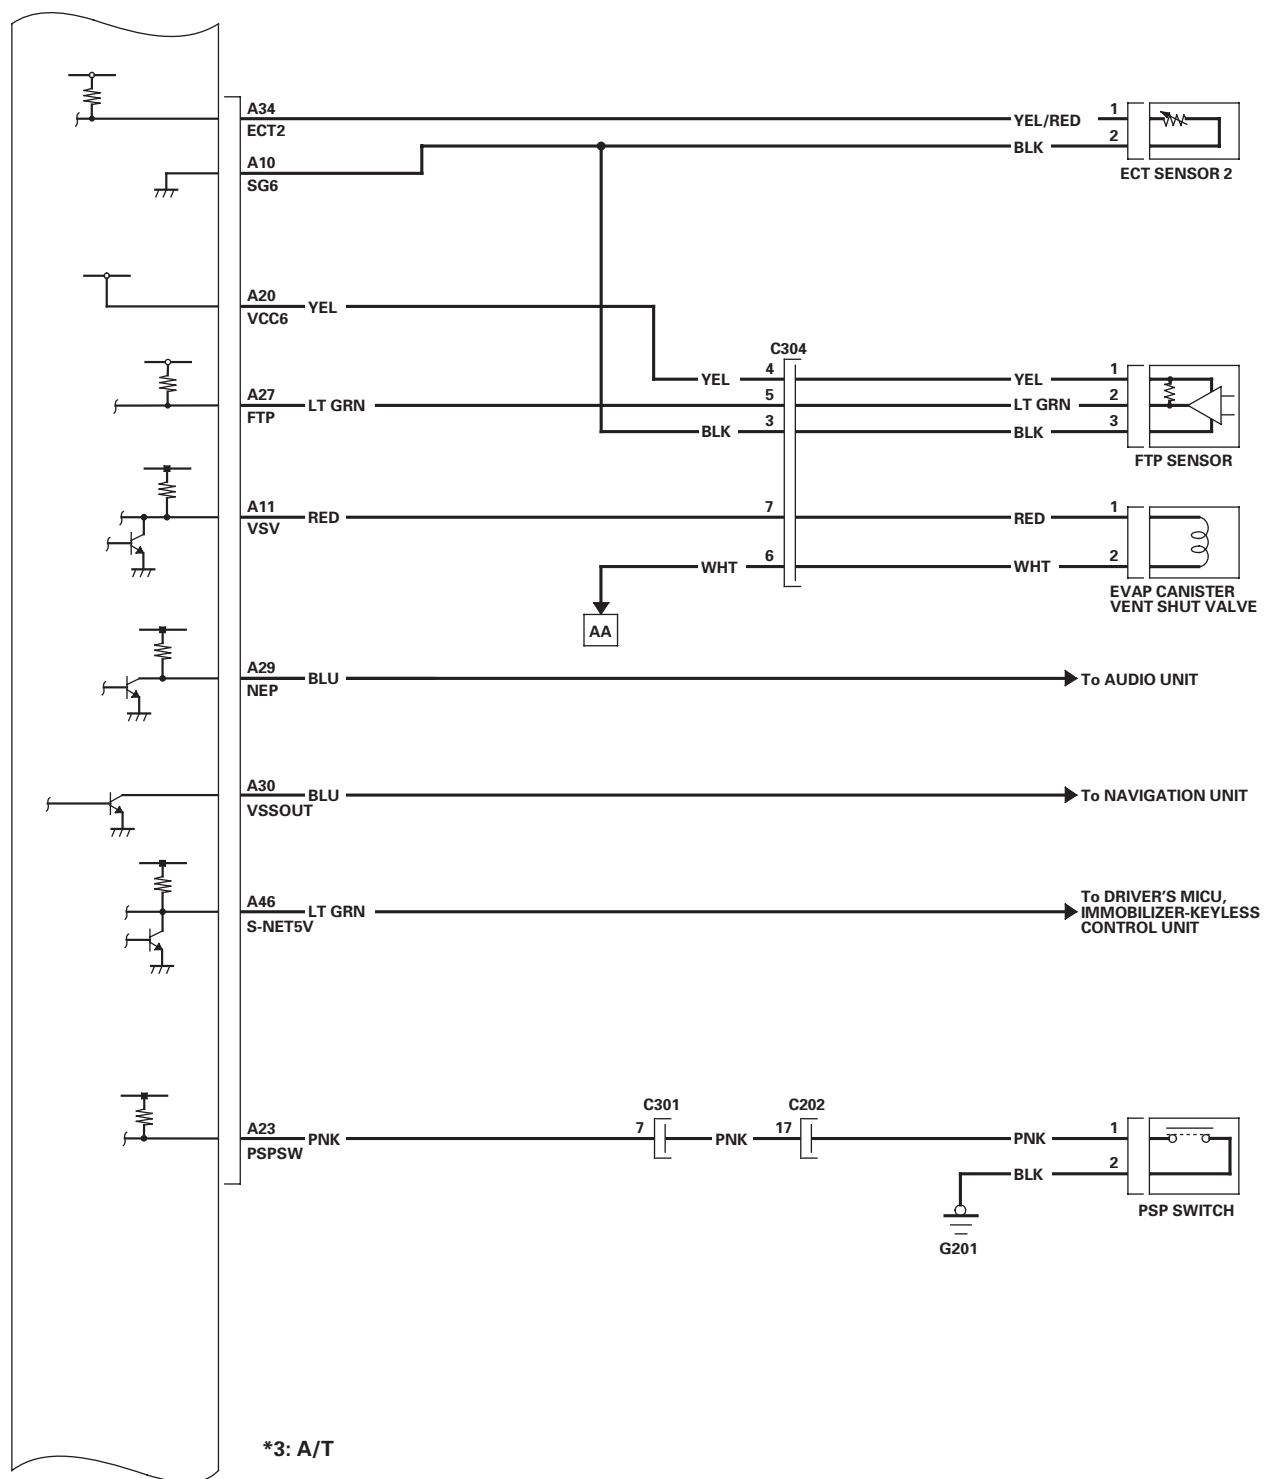 A34
ECT2
YEL/RED
1
BLK
2
ECT SENSOR 2
A10
SG6
A20
VCC6
YEL
C304
YEL
4
YEL
1
A27
FTP
LT GRN
5
LT GRN
2
BLK
3
BLK
3
FTP SENSOR
A11
VSV
RED
7
RED
1
WHT
6
WHT
2
EVAP CANISTER
VENT SHUT VALVE
AA
A29
NEP
BLU
To AUDIO UNIT
A30
VSSOUT
BLU
To NAVIGATION UNIT
A46
S-NET5V
LT GRN
To DRIVER'S MICU,
IMMOBILIZER-KEYLESS
CONTROL UNIT
C301
C202
A23
PSPSW
PNK
7
PNK
17
PNK
1
BLK
2
PSP SWITCH
G201
*3: A/T